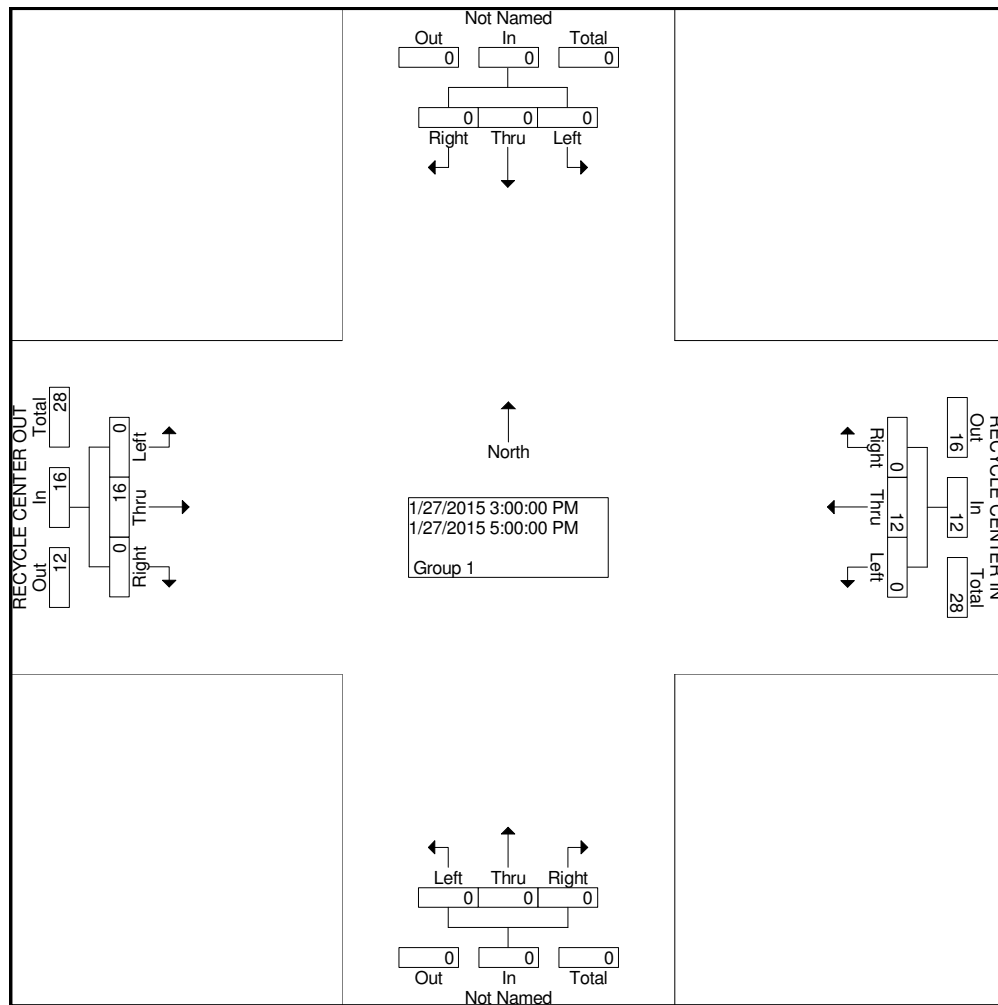 Not Named
Out In Total
0 0 0
0 0 0
Right Thru Left
RECYCLE CENTER OUT
Total In Out
28 16 12
0 16 0
Left Thru Right
North
1/27/2015 3:00:00 PM
1/27/2015 5:00:00 PM
Group 1
RECYCLE CENTER IN
Out In Total
16 12 28
0 12 0
Right Thru Left
Left Thru Right
0 0 0
0 0 0
Out In Total
Not Named